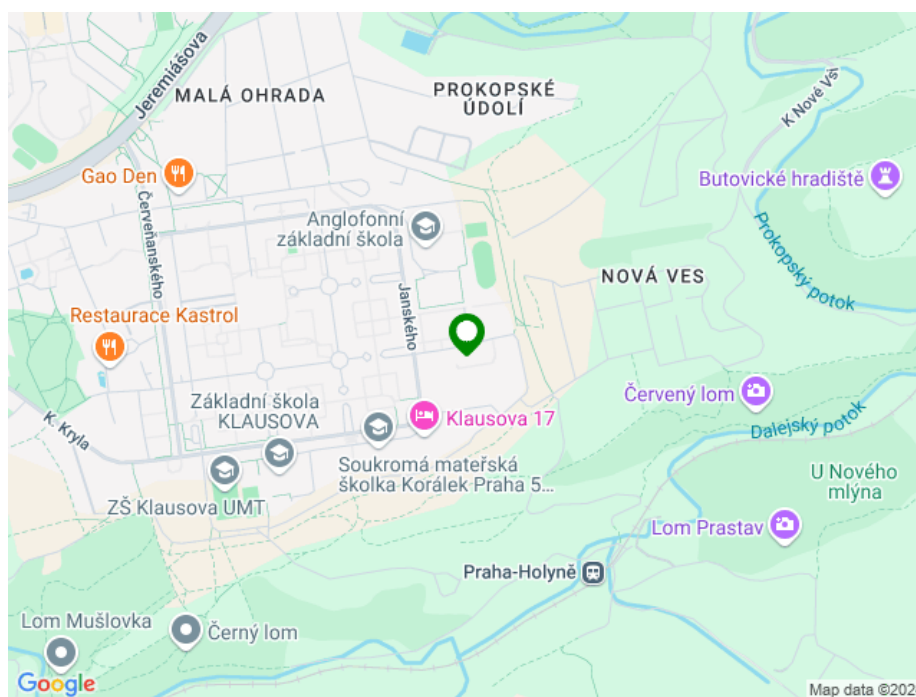 Jeremiášova
MALÁ OHRADA
PROKOPSKÉ
ÚDOLÍ
K Nové Vsi
Gao Den
Butovické hradiště
Červeňanského
Anglofonní
základní škola
Prokopský potok
NOVÁ VES
Janského
Restaurace Kastrol
Základní škola
KLAUSOVA
Klausova 17
Červený lom
K. Kryla
Dalejský potok
Soukromá mateřská
školka Korálek Praha 5...
U Nového
mlýna
ZŠ Klausova UMT
Lom Prastav
Praha-Holyně
Lom Mušlovka
Černý lom
Google
Map data ©202